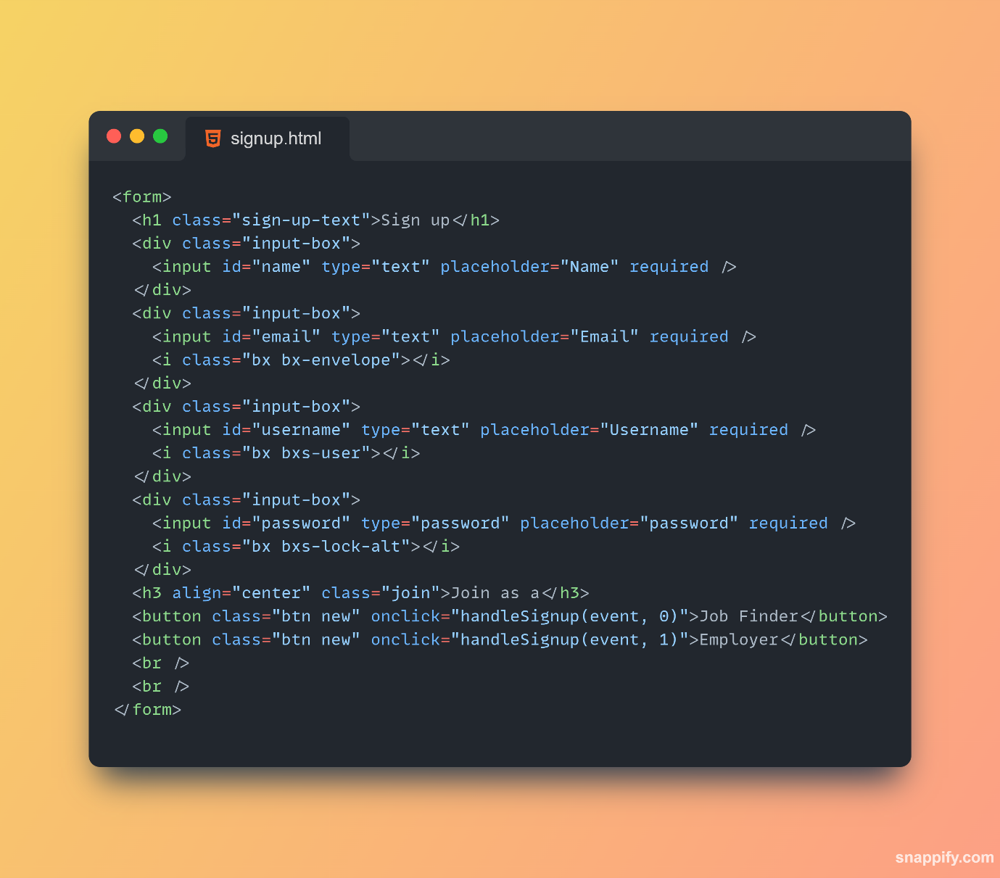 signup.html
<form>
  <h1 class="sign-up-text">Sign up</h1>
  <div class="input-box">
    <input id="name" type="text" placeholder="Name" required />
  </div>
  <div class="input-box">
    <input id="email" type="text" placeholder="Email" required />
    <i class="bx bx-envelope"></i>
  </div>
  <div class="input-box">
    <input id="username" type="text" placeholder="Username" required />
    <i class="bx bxs-user"></i>
  </div>
  <div class="input-box">
    <input id="password" type="password" placeholder="password" required />
    <i class="bx bxs-lock-alt"></i>
  </div>
  <h3 align="center" class="join">Join as a</h3>
  <button class="btn new" onclick="handleSignup(event, 0)">Job Finder</button>
  <button class="btn new" onclick="handleSignup(event, 1)">Employer</button>
  <br />
  <br />
</form>
snappify.com